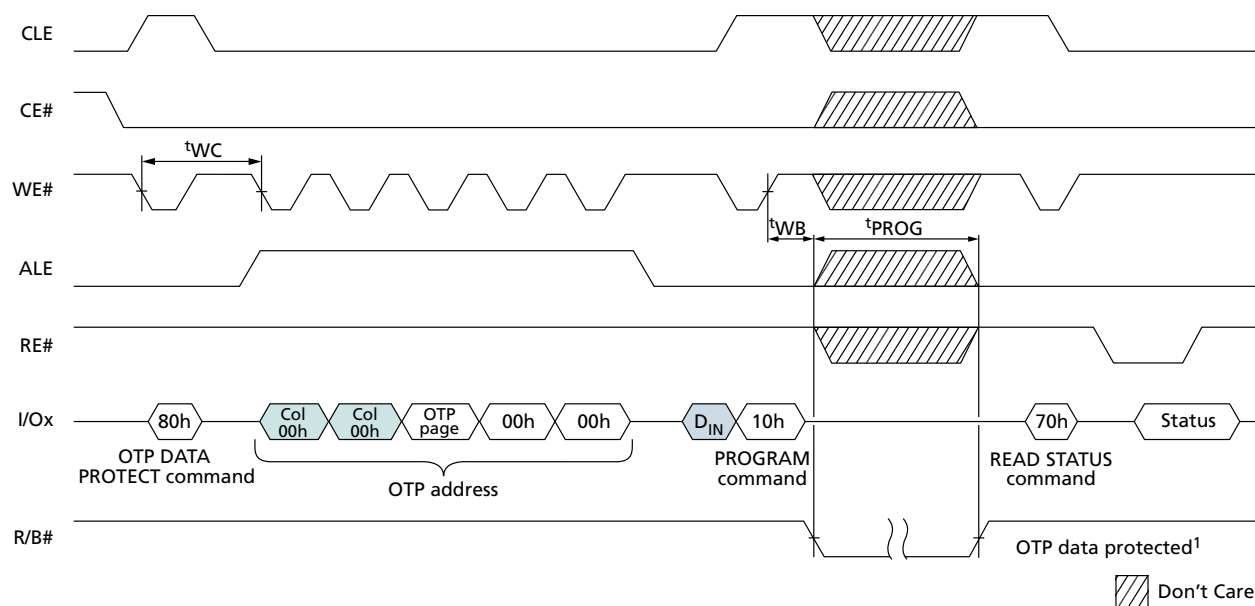 CLE
CE#
tWC
WE#
tWB
tPROG
ALE
RE#
I/Ox
80h
Col
00h
Col
00h
OTP
page
00h
00h
DIN
10h
70h
Status
OTP DATA
PROTECT command
OTP address
PROGRAM
command
READ STATUS
command
R/B#
OTP data protected1
Don't Care